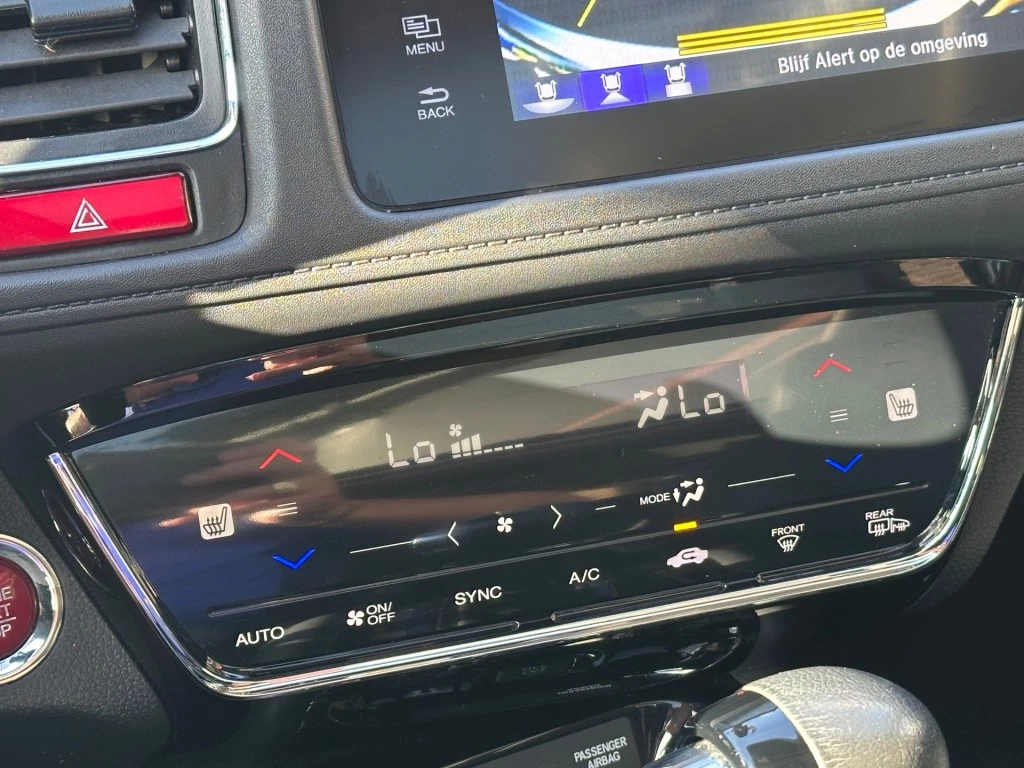 MENU
BACK
Blijf Alert op de omgeving
Lo
Lo
MODE
AUTO
ON/
OFF
SYNC
A/C
FRONT
REAR
PASSENGER
AIRBAG